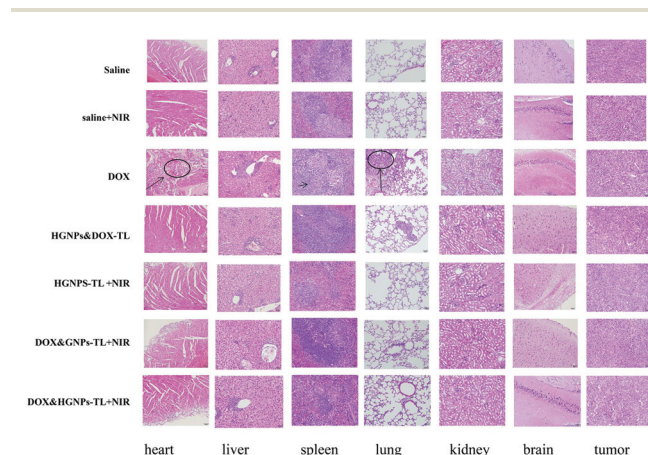 Saline
saline+NIR
DOX
HGNPs&DOX-TL
HGNPS-TL +NIR
DOX&GNPs-TL+NIR
DOX&HGNPs-TL+NIR
heart liver spleen lung kidney brain tumor